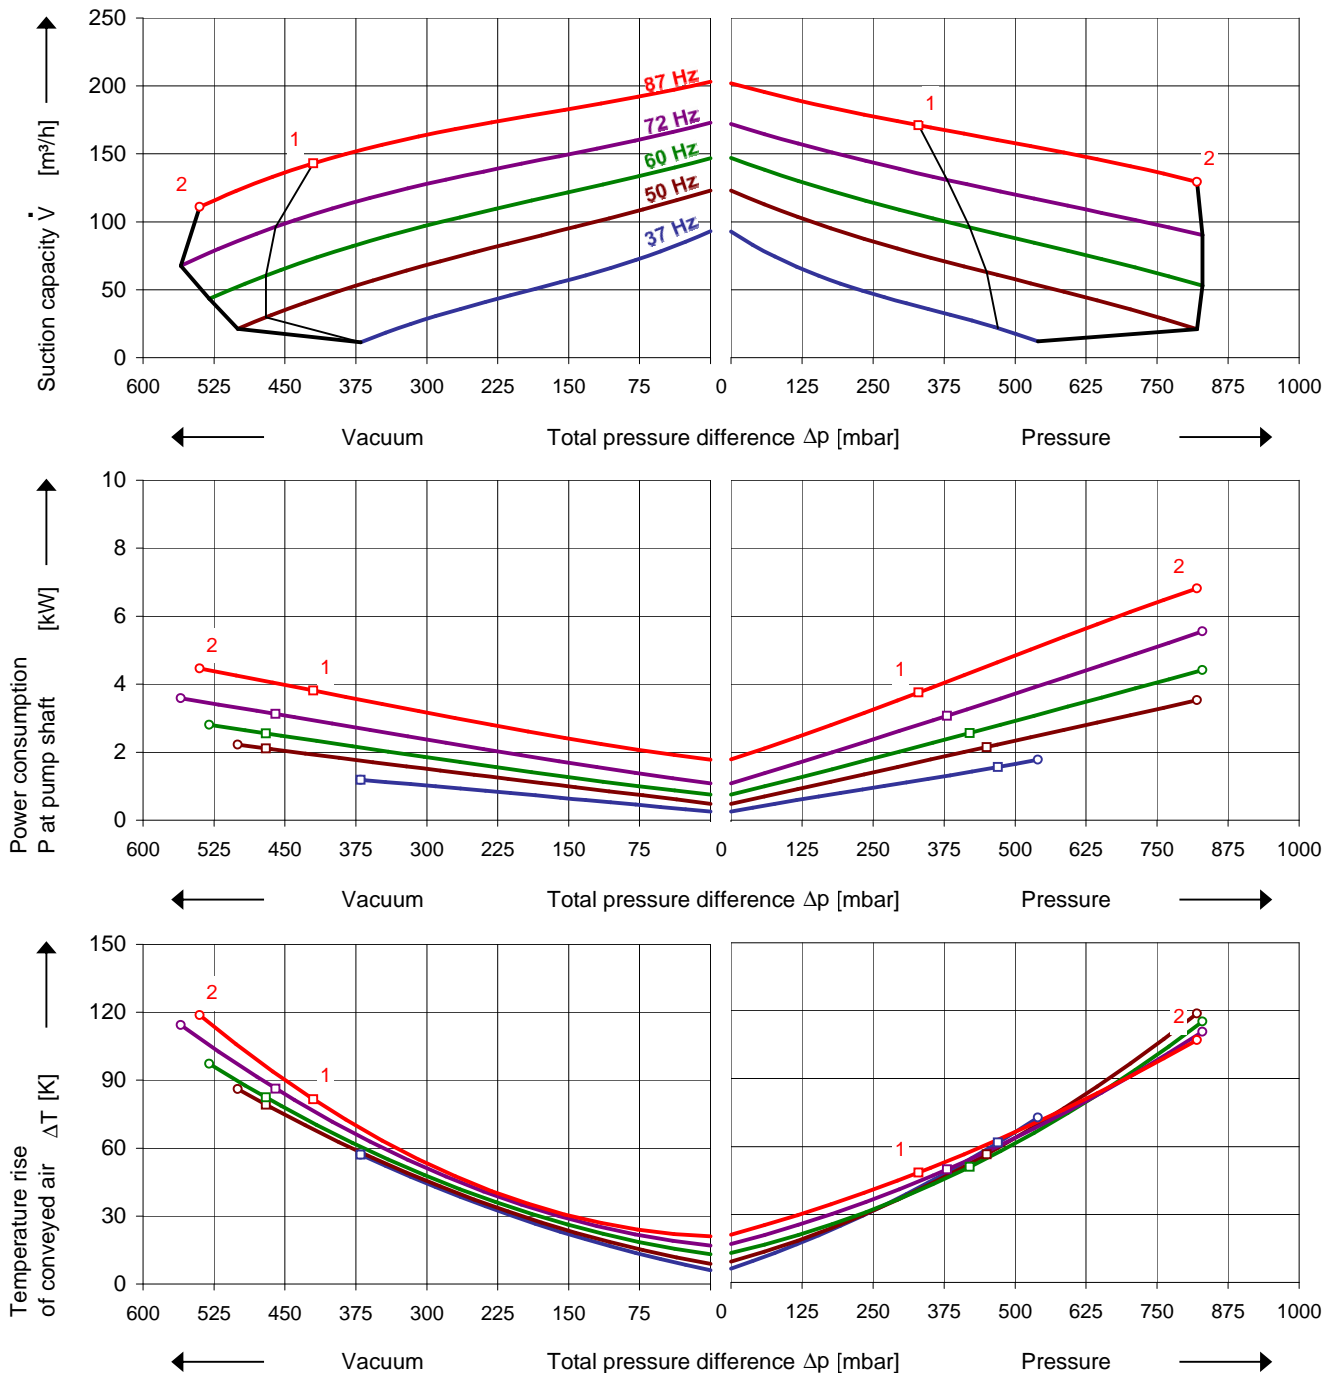 250
200
150
100
50
0
Suction capacity V̇ [m³/h]
87 Hz
72 Hz
60 Hz
50 Hz
37 Hz
1
2
1
2
600 525 450 375 300 225 150 75 0 125 250 375 500 625 750 875 1000
Vacuum Total pressure difference Δp [mbar] Pressure
10
8
6
4
2
0
Power consumption
P at pump shaft [kW]
2
1
1
2
600 525 450 375 300 225 150 75 0 125 250 375 500 625 750 875 1000
Vacuum Total pressure difference Δp [mbar] Pressure
150
120
90
60
30
0
Temperature rise
of conveyed air ΔT [K]
2
1
1
2
600 525 450 375 300 225 150 75 0 125 250 375 500 625 750 875 1000
Vacuum Total pressure difference Δp [mbar] Pressure